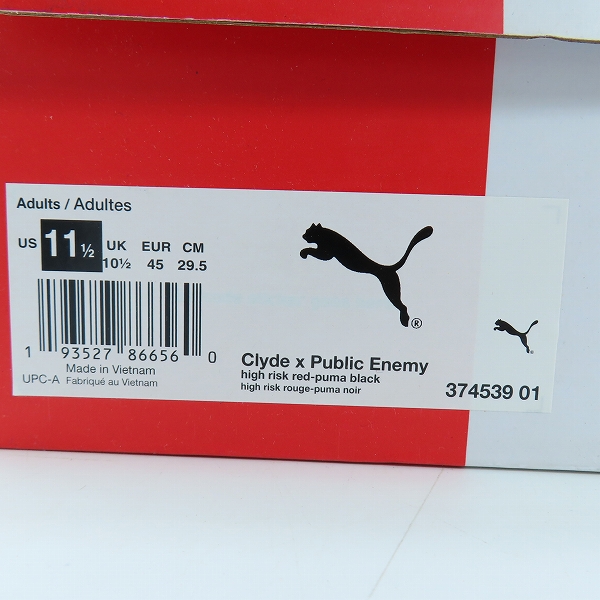 Adults / Adultes
US 11 ½ UK EUR CM
10½ 45 29.5
1 93527 86656 0
Made in Vietnam
UPC-A Fabriqué au Vietnam
®
Clyde x Public Enemy
high risk red-puma black
high risk rouge-puma noir
®
374539 01